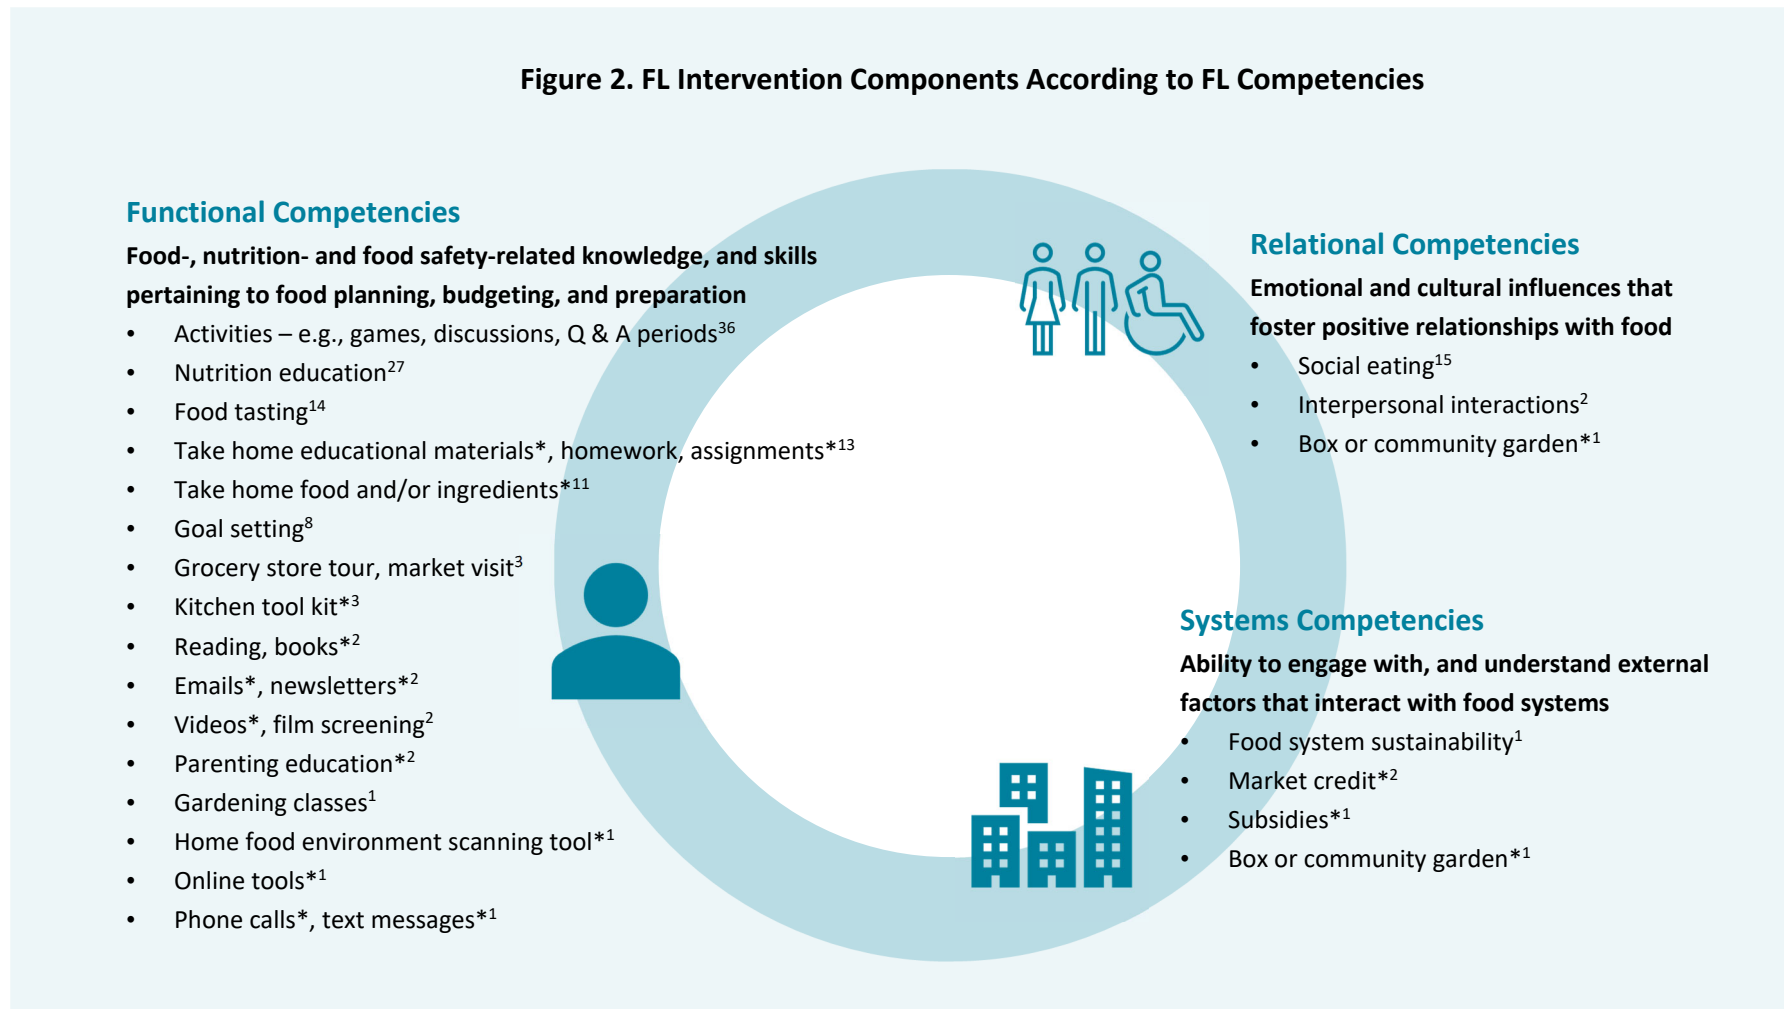 Figure 2. FL Intervention Components According to FL Competencies
Functional Competencies
Food-, nutrition- and food safety-related knowledge, and skills
pertaining to food planning, budgeting, and preparation
• Activities – e.g., games, discussions, Q & A periods³⁶
• Nutrition education²⁷
• Food tasting¹⁴
• Take home educational materials*, homework, assignments*¹³
• Take home food and/or ingredients*¹¹
• Goal setting⁸
• Grocery store tour, market visit³
• Kitchen tool kit*³
• Reading, books*²
• Emails*, newsletters*²
• Videos*, film screening²
• Parenting education*²
• Gardening classes¹
• Home food environment scanning tool*¹
• Online tools*¹
• Phone calls*, text messages*¹
Relational Competencies
Emotional and cultural influences that
foster positive relationships with food
• Social eating¹⁵
• Interpersonal interactions²
• Box or community garden*¹
Systems Competencies
Ability to engage with, and understand external
factors that interact with food systems
• Food system sustainability¹
• Market credit*²
• Subsidies*¹
• Box or community garden*¹